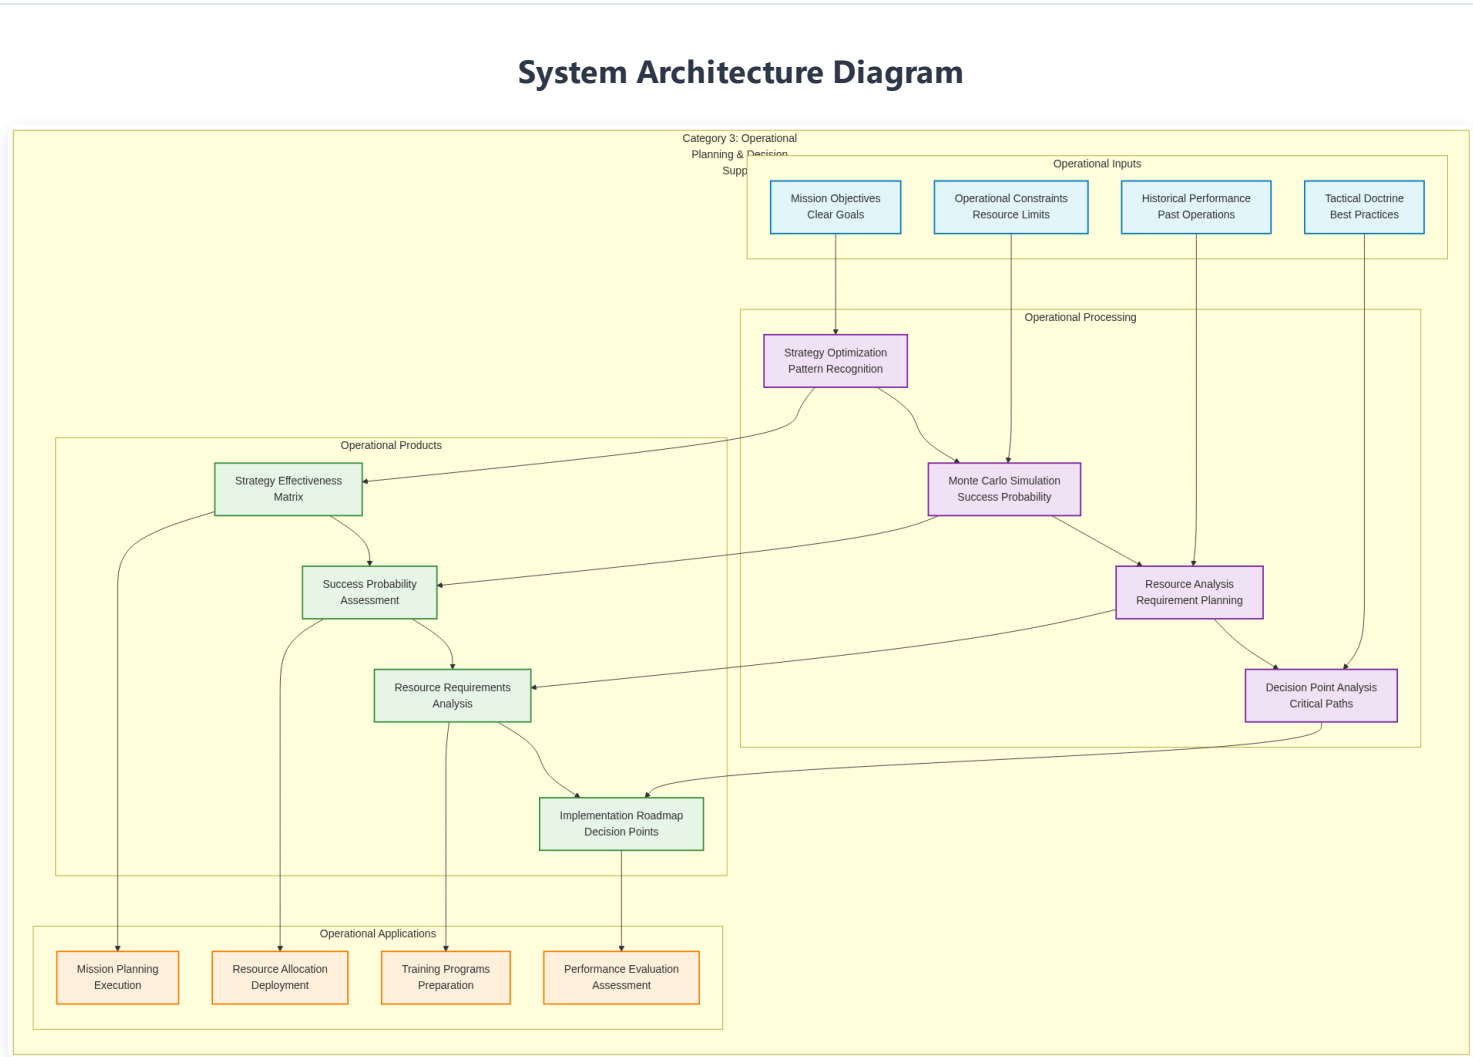 System Architecture Diagram
Category 3: Operational
Planning & Decision
Supp
Operational Inputs
Mission Objectives
Clear Goals
Operational Constraints
Resource Limits
Historical Performance
Past Operations
Tactical Doctrine
Best Practices
Operational Processing
Strategy Optimization
Pattern Recognition
Operational Products
Strategy Effectiveness
Matrix
Monte Carlo Simulation
Success Probability
Success Probability
Assessment
Resource Analysis
Requirement Planning
Resource Requirements
Analysis
Decision Point Analysis
Critical Paths
Implementation Roadmap
Decision Points
Operational Applications
Mission Planning
Execution
Resource Allocation
Deployment
Training Programs
Preparation
Performance Evaluation
Assessment